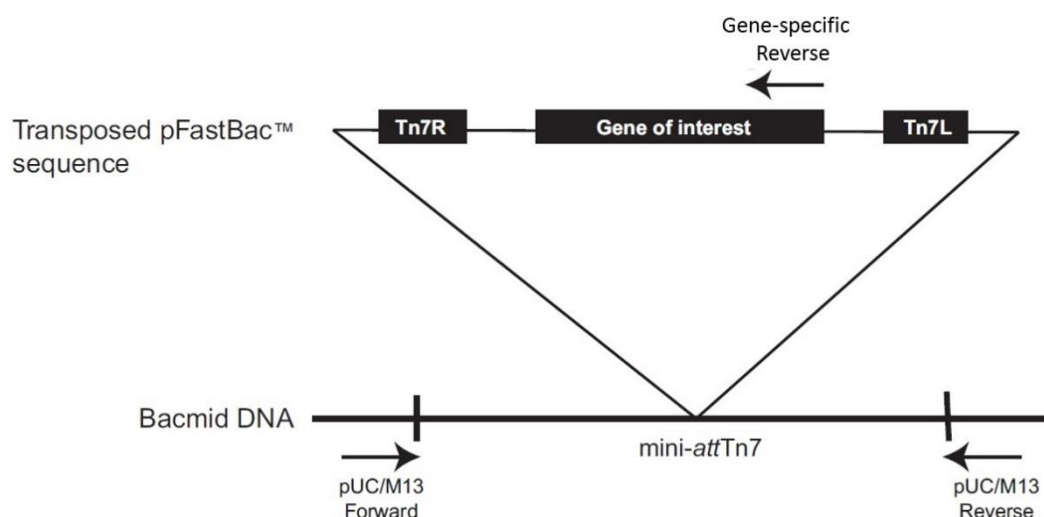 Gene-specific
Reverse
Transposed pFastBac™
sequence
Tn7R
Gene of interest
Tn7L
Bacmid DNA
mini-attTn7
pUC/M13
Forward
pUC/M13
Reverse